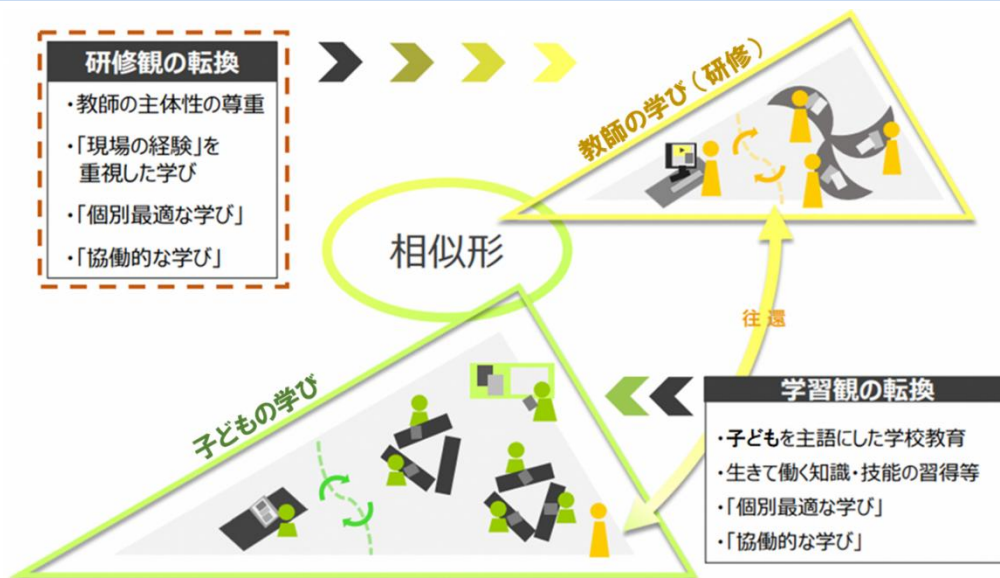 研修観の転換
・教師の主体性の尊重
・「現場の経験」を
重視した学び
・「個別最適な学び」
・「協働的な学び」
教師の学び(研修)
相似形
往還
子どもの学び
学習観の転換
・子どもを主語にした学校教育
・生きて働く知識・技能の習得等
・「個別最適な学び」
・「協働的な学び」